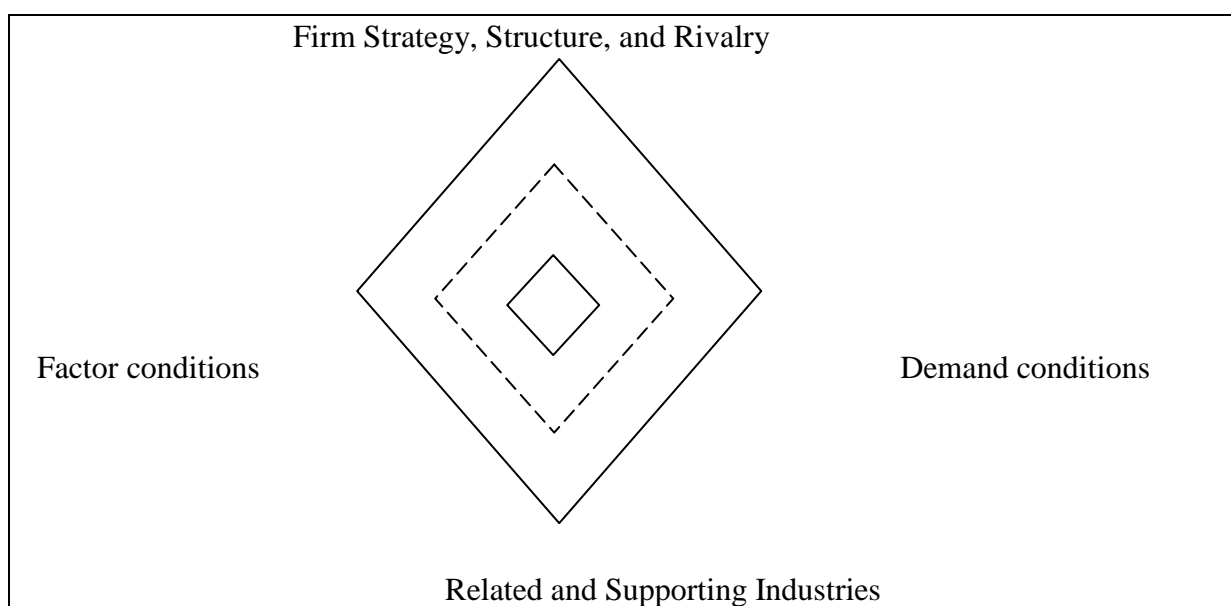 Firm Strategy, Structure, and Rivalry
Factor conditions
Demand conditions
Related and Supporting Industries